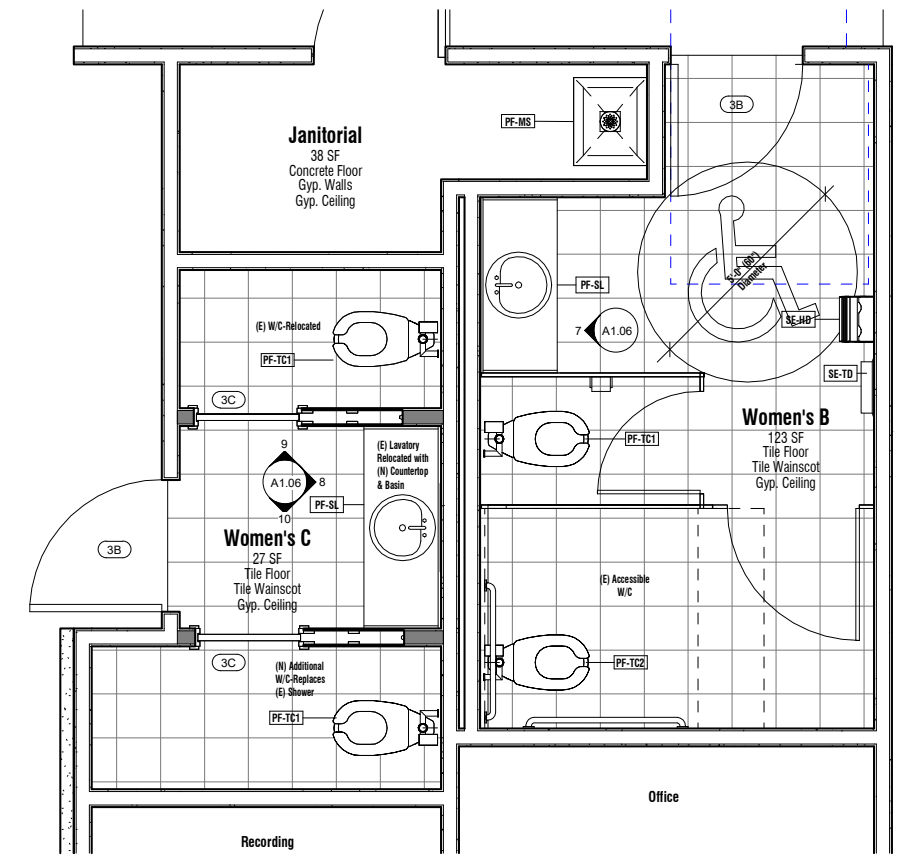 3B
PF-MS
Janitorial
38 SF
Concrete Floor
Gyp. Walls
Gyp. Ceiling
5'-0" (60")
Diameter
PF-SL
7
A1.06
SE-HD
SE-TD
(E) W/C-Relocated
PF-TC1
3C
Women's B
123 SF
Tile Floor
Tile Wainscot
Gyp. Ceiling
PF-TC1
(E) Lavatory
Relocated with
(N) Countertop
& Basin
9
A1.06
8
10
PF-SL
Women's C
27 SF
Tile Floor
Tile Wainscot
Gyp. Ceiling
3B
(E) Accessible
W/C
PF-TC2
3C
(N) Additional
W/C-Replaces
(E) Shower
PF-TC1
Office
Recording